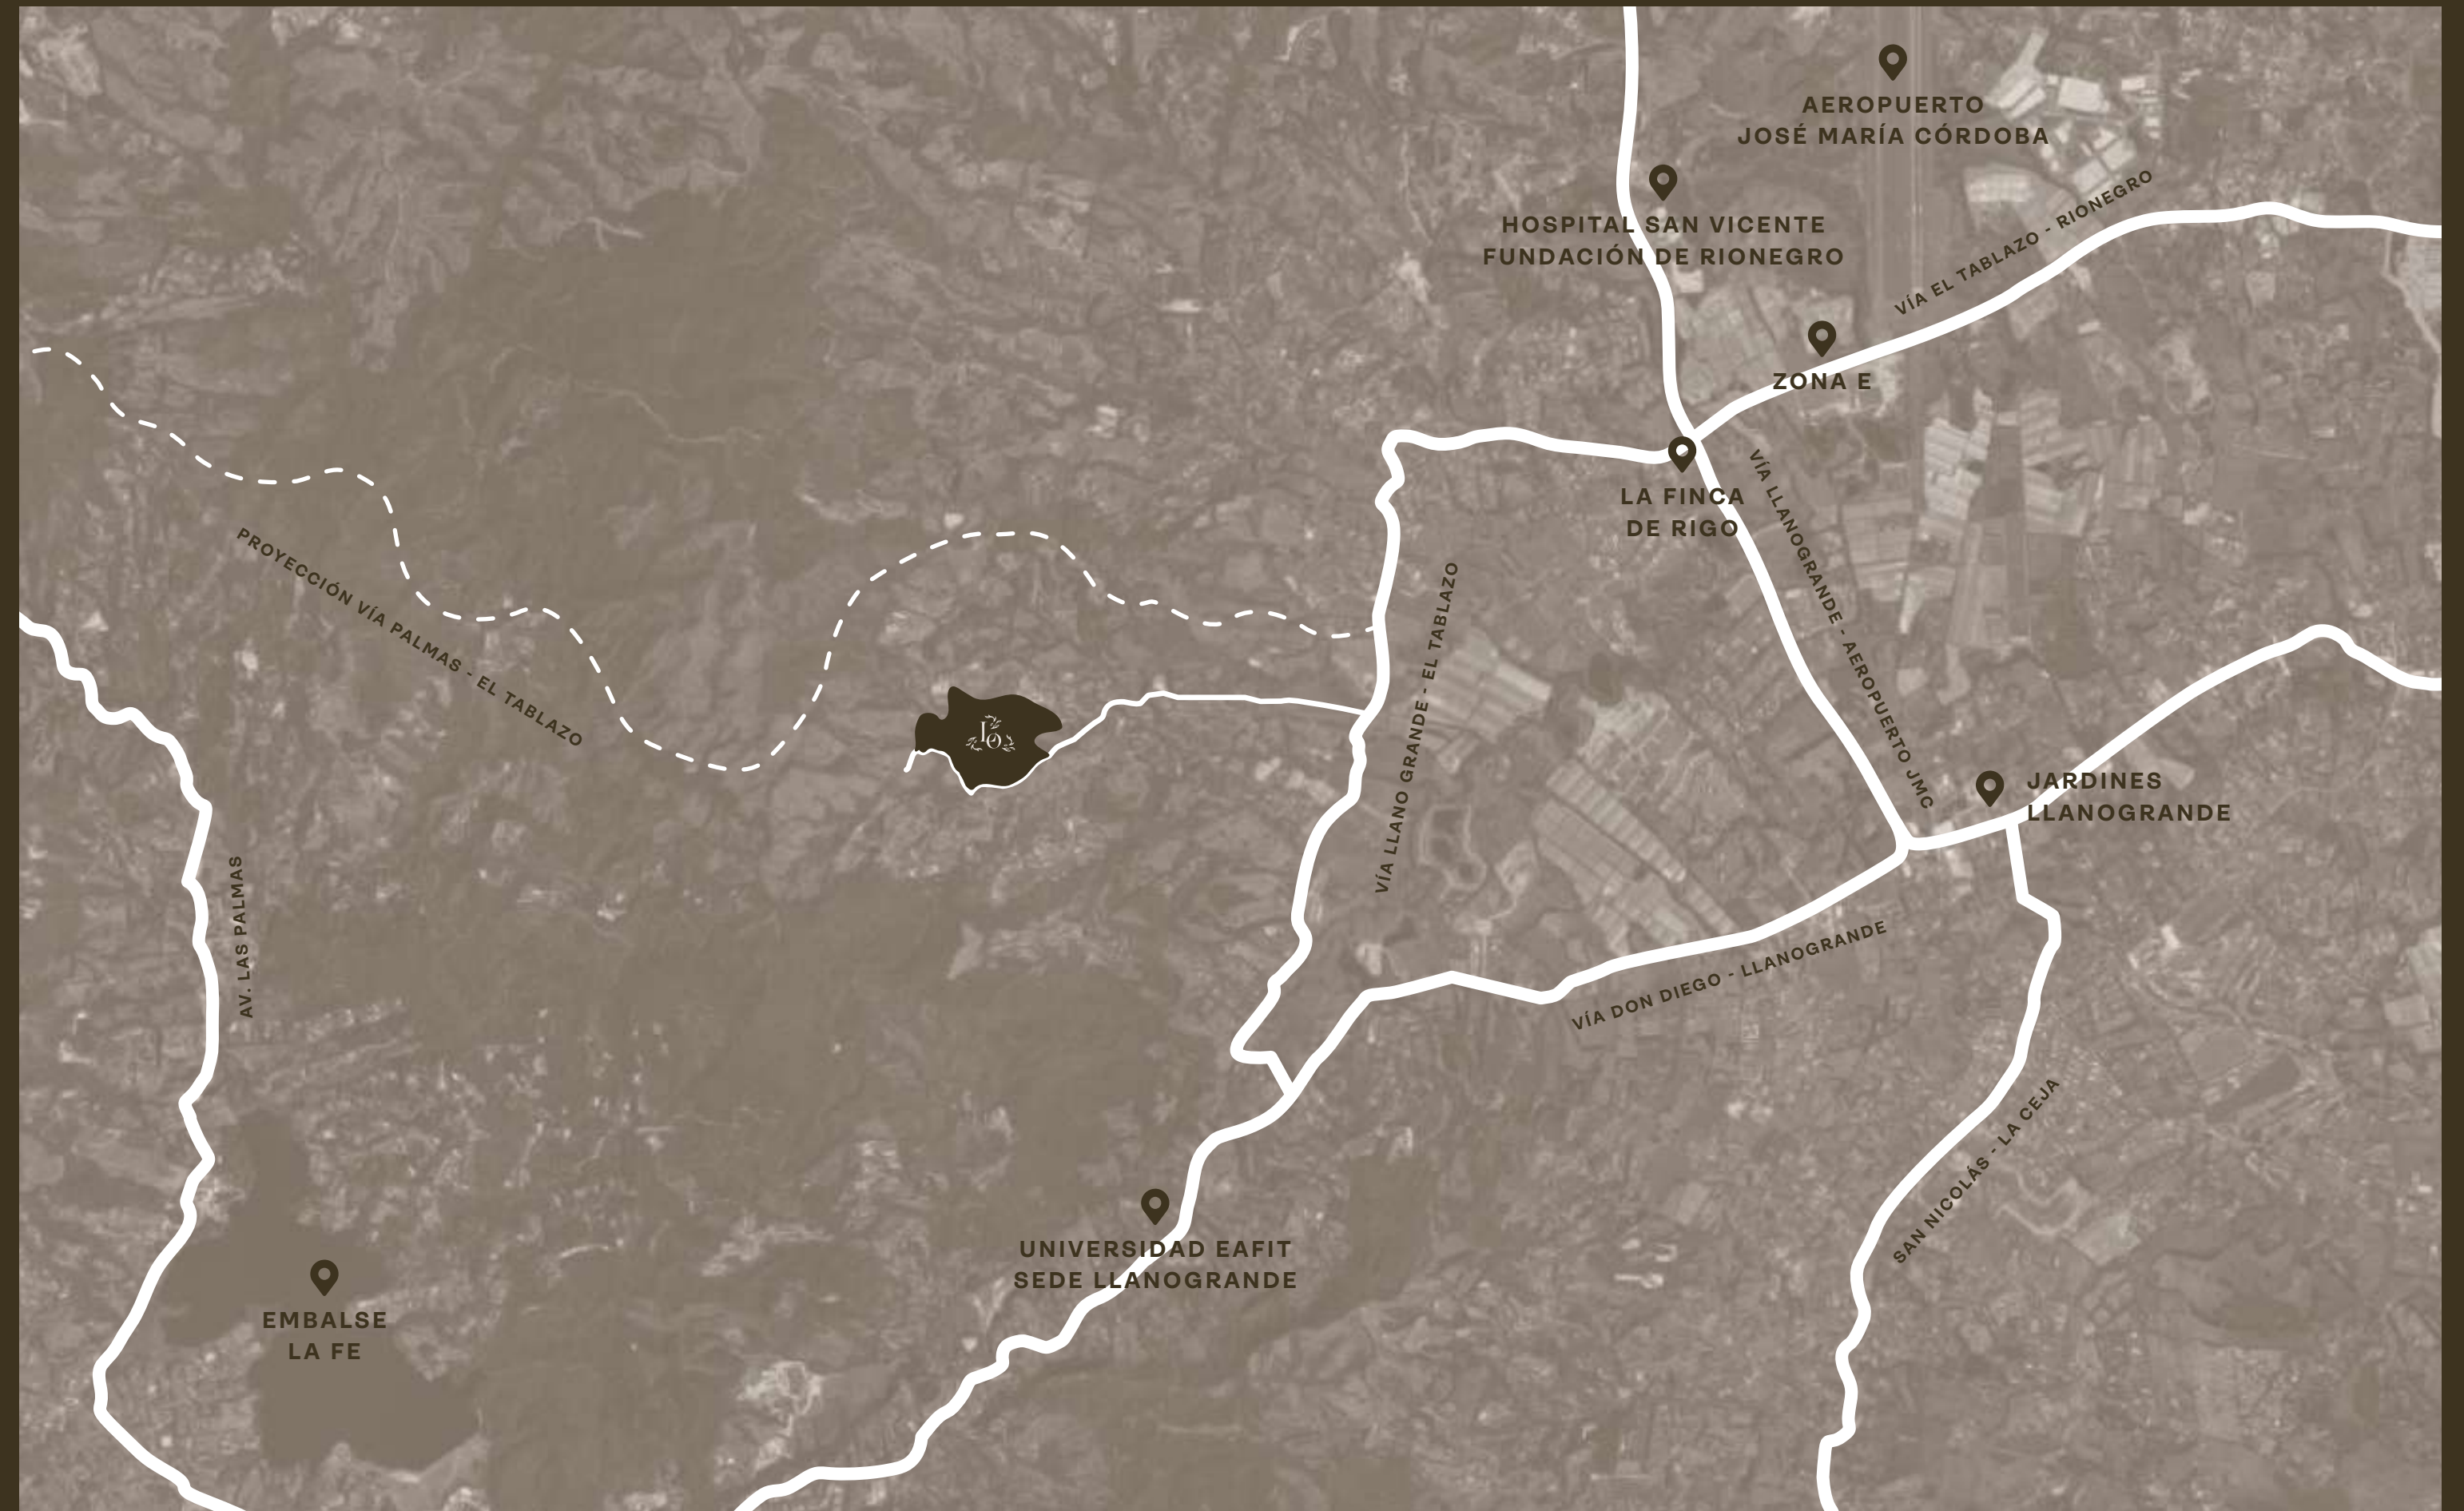 AEROPUERTO
JOSÉ MARÍA CÓRDOBA
HOSPITAL SAN VICENTE
FUNDACIÓN DE RIONEGRO
VÍA EL TABLAZO - RIONEGRO
ZONA E
LA FINCA
DE RIGO
VÍA LLANOGRANDE - AEROPUERTO JMC
PROYECCIÓN VÍA PALMAS - EL TABLAZO
VÍA LLANO GRANDE - EL TABLAZO
LO
JARDINES
LLANOGRANDE
AV. LAS PALMAS
VÍA DON DIEGO - LLANOGRANDE
SAN NICOLÁS - LA CEJA
UNIVERSIDAD EAFIT
SEDE LLANOGRANDE
EMBALSE
LA FE